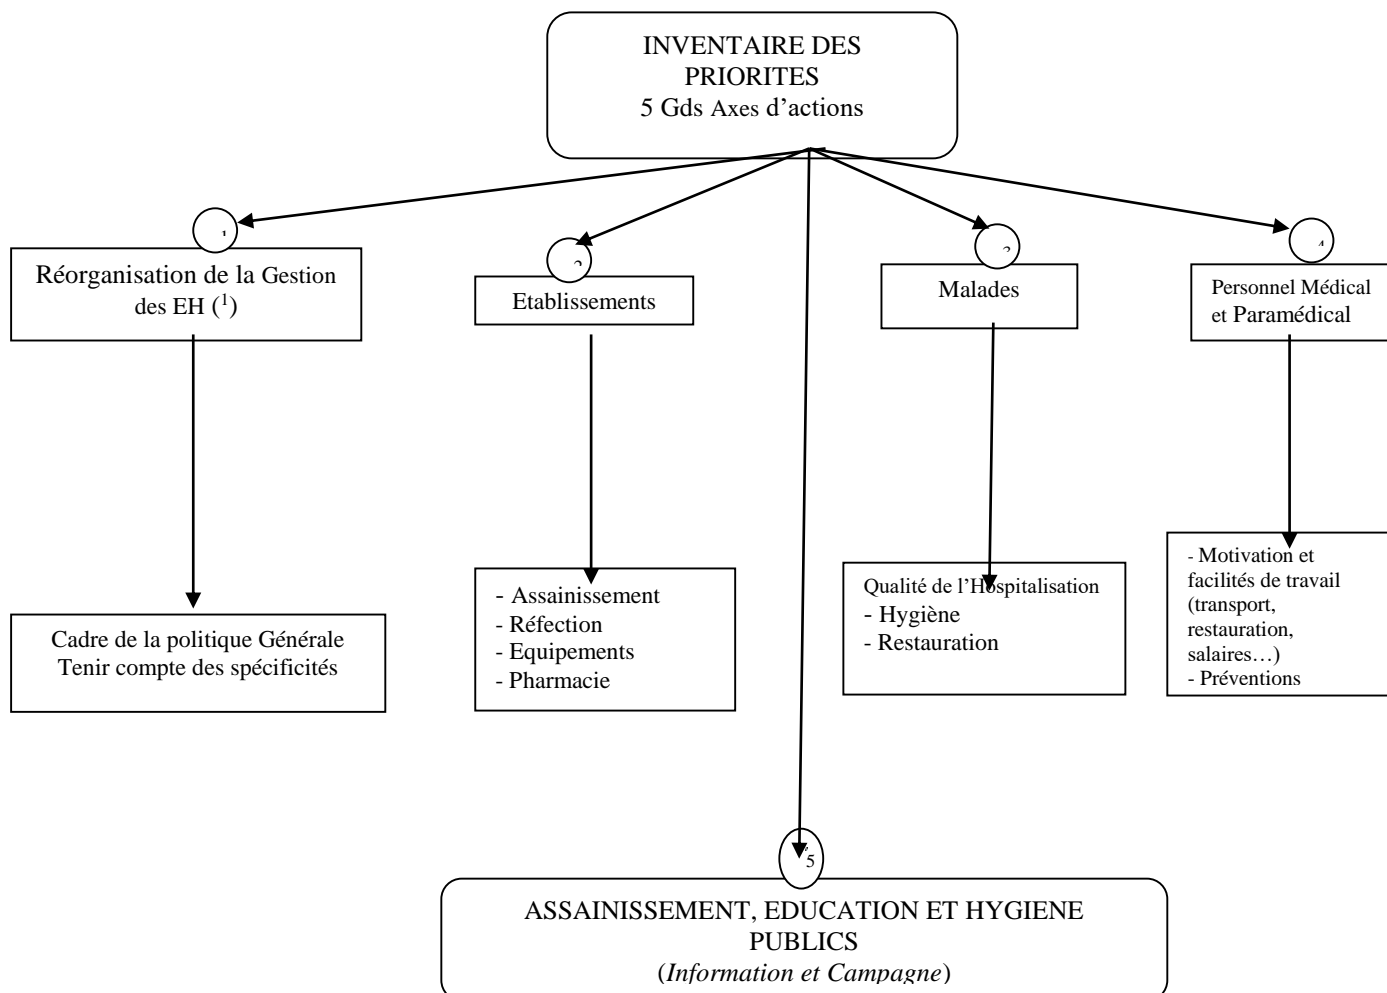 INVENTAIRE DES
PRIORITES
5 Gds Axes d’actions
Réorganisation de la Gestion
des EH (¹)
Etablissements
Malades
Personnel Médical
et Paramédical
Cadre de la politique Générale
Tenir compte des spécificités
- Assainissement
- Réfection
- Equipements
- Pharmacie
Qualité de l’Hospitalisation
- Hygiène
- Restauration
- Motivation et
facilités de travail
(transport,
restauration,
salaires…)
- Préventions
5
ASSAINISSEMENT, EDUCATION ET HYGIENE
PUBLICS
(Information et Campagne)